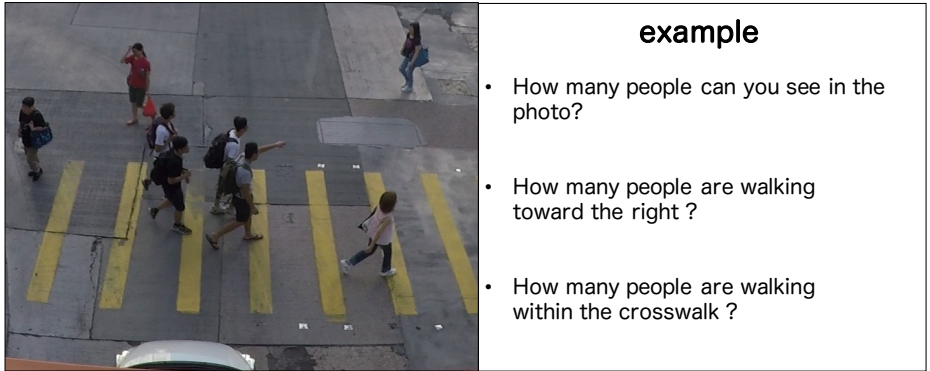 example
• How many people can you see in the
photo?
• How many people are walking
toward the right ?
• How many people are walking
within the crosswalk ?